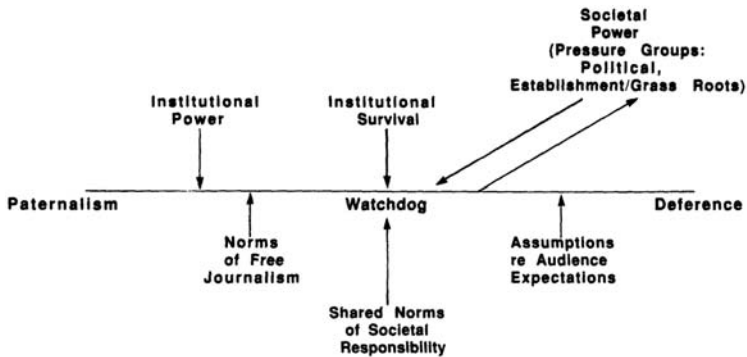 Societal
Power
(Pressure Groups:
Political,
Establishment/Grass Roots)
Institutional
Power
Institutional
Survival
Paternalism
Watchdog
Deference
Norms
of Free
Journalism
Assumptions
re Audience
Expectations
Shared Norms
of Societal
Responsibility